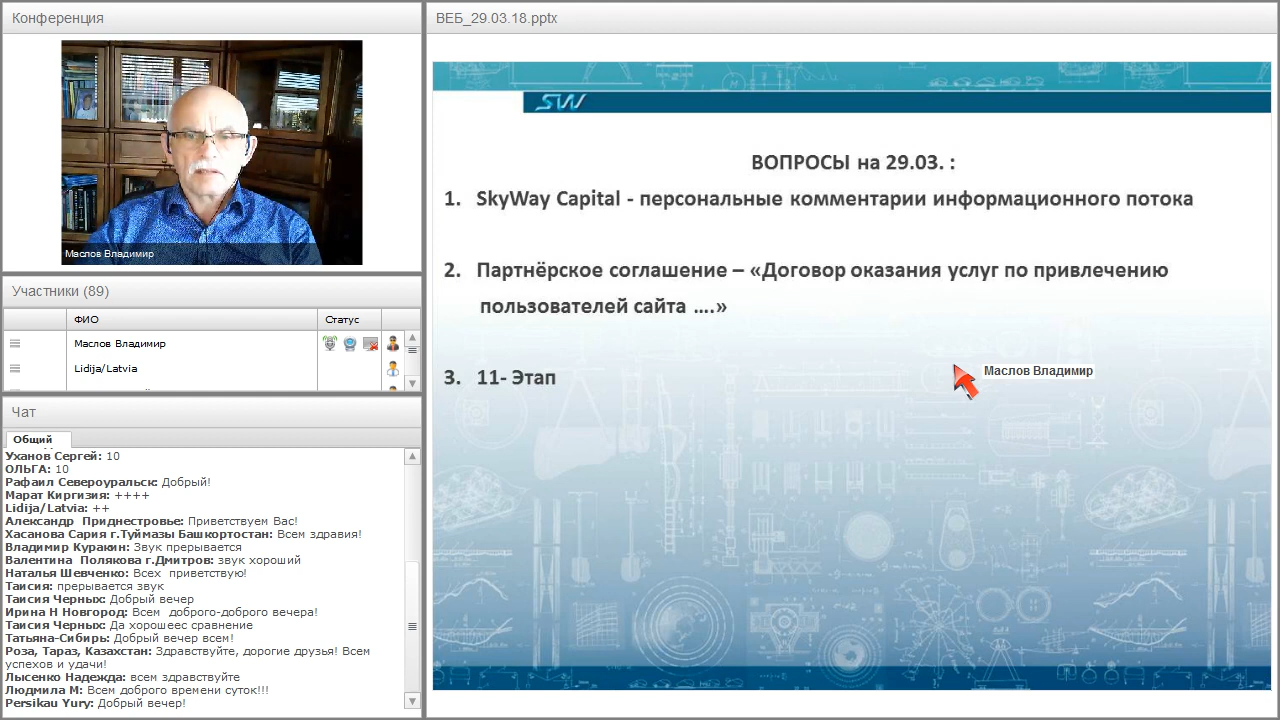 Конференция
Маслов Владимир
Участники (89)
ФИО
Статус
Маслов Владимир
Lidija/Latvia
Чат
Общий
Уханов Сергей: 10
ОЛЬГА: 10
Рафаил Североуральск: Добрый!
Марат Киргизия: ++++
Lidija/Latvia: ++
Александр Приднестровье: Приветствуем Вас!
Хасанова Сария г.Туймазы Башкортостан: Всем здравия!
Владимир Куракин: Звук прерывается
Валентина Полякова г.Дмитров: звук хороший
Наталья Шевченко: Всех приветствую!
Таисия: прерывается звук
Таисия Черных: Добрый вечер
Ирина Н Новгород: Всем доброго-доброго вечера!
Таисия Черных: Да хорошеес сравнение
Татьяна-Сибирь: Добрый вечер всем!
Роза, Тараз, Казахстан: Здравствуйте, дорогие друзья! Всем
успехов и удачи!
Лысенко Надежда: всем здравствуйте
Людмила М: Всем доброго времени суток!!!
Persikau Yury: Добрый вечер!
ВЕБ_29.03.18.pptx
SW
ВОПРОСЫ на 29.03. :
1. SkyWay Capital - персональные комментарии информационного потока
2. Партнёрское соглашение – «Договор оказания услуг по привлечению
пользователей сайта ....»
Маслов Владимир
3. 11- Этап